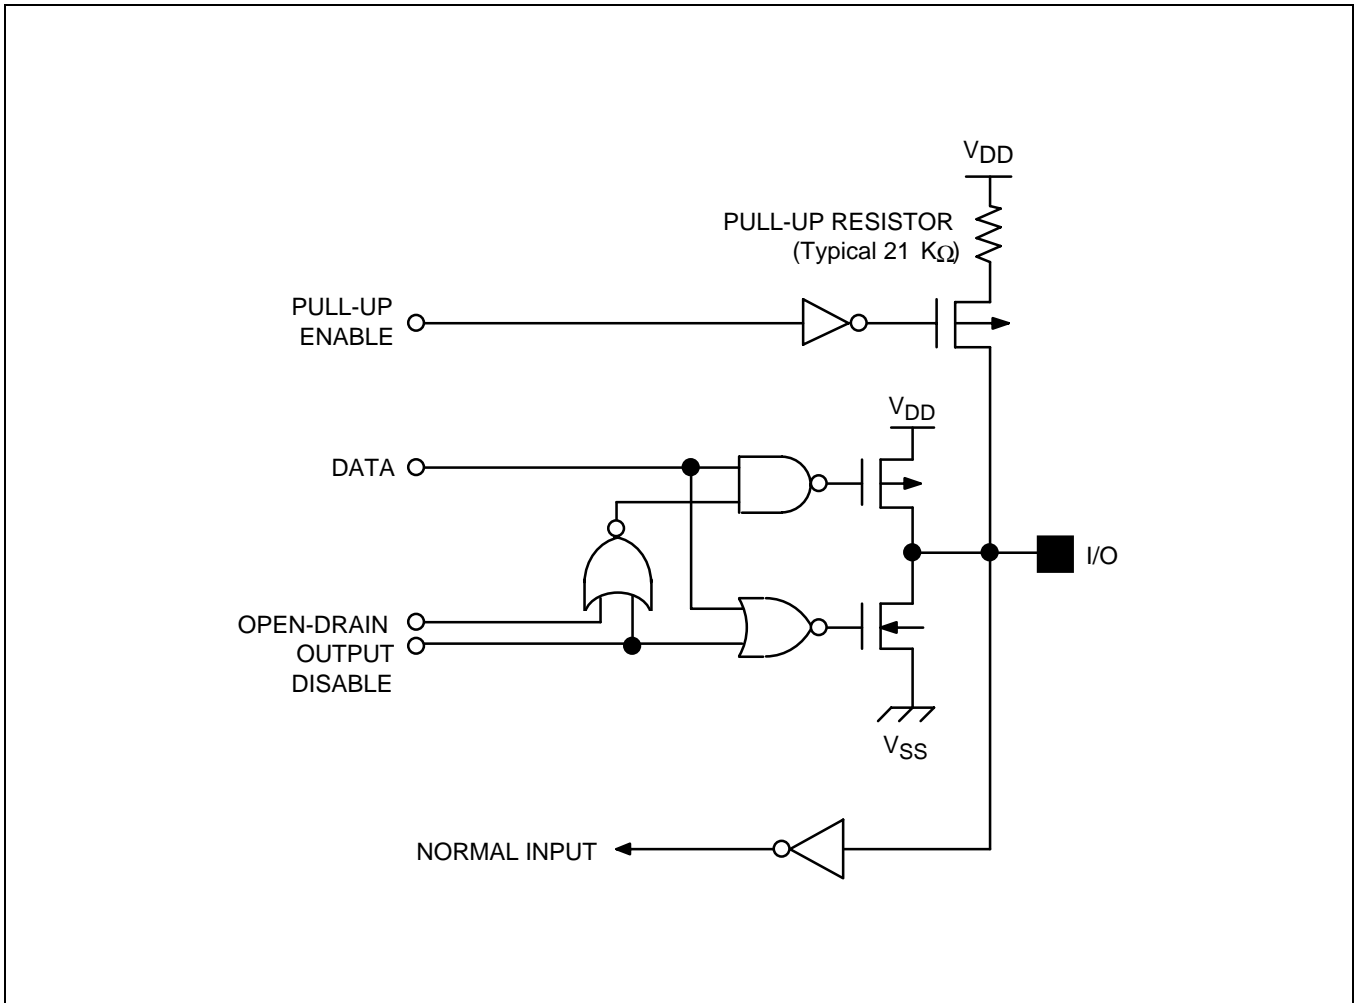 VDD
PULL-UP RESISTOR
(Typical 21 KΩ)
PULL-UP
ENABLE
VDD
DATA
I/O
OPEN-DRAIN
OUTPUT
DISABLE
VSS
NORMAL INPUT